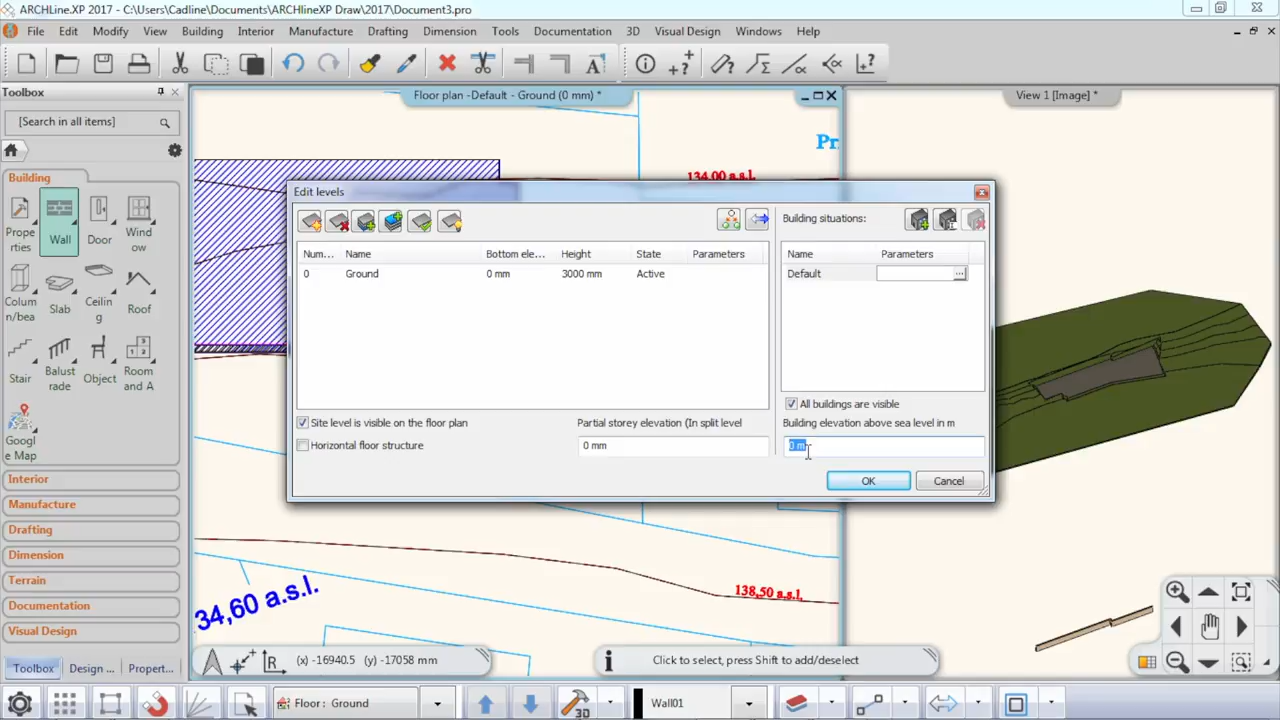 ARCHLine.XP 2017 - C:\Users\Cadline\Documents\ARCHlineXP Draw\2017\Document3.pro
File Edit Modify View Building Interior Manufacture Drafting Dimension Tools Documentation 3D Visual Design Windows Help
Toolbox
Floor plan -Default - Ground (0 mm) *
View 1 [Image] *
[Search in all items]
Building
Proper
ties
Wall
Door
Wind
ow
Colum
n/bea
Slab
Ceilin
g
Roof
Stair
Balust
rade
Object
Room
and A
Googl
e Map
Interior
Manufacture
Drafting
Dimension
Terrain
Documentation
Visual Design
Toolbox Design ... Propert...
134,00 a.s.l.
Edit levels
Num... Name Bottom ele... Height State Parameters
0 Ground 0 mm 3000 mm Active
Building situations:
Name Parameters
Default ...
All buildings are visible
Site level is visible on the floor plan
Partial storey elevation (In split level
Building elevation above sea level in m
Horizontal floor structure
0 mm
0 m
OK Cancel
138,50 a.s.l.
34,60 a.s.l.
(x) -16940.5 (y) -17058 mm
Click to select, press Shift to add/deselect
Floor : Ground
3D
Wall01